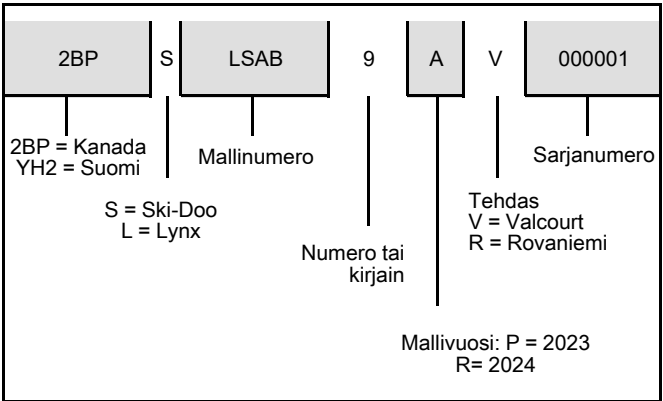 2BP S LSAB 9 A V 000001
2BP = Kanada
YH2 = Suomi
Mallinumero
Sarjanumero
S = Ski-Doo
L = Lynx
Tehdas
V = Valcourt
R = Rovaniemi
Numero tai
kirjain
Mallivuosi: P = 2023
R= 2024